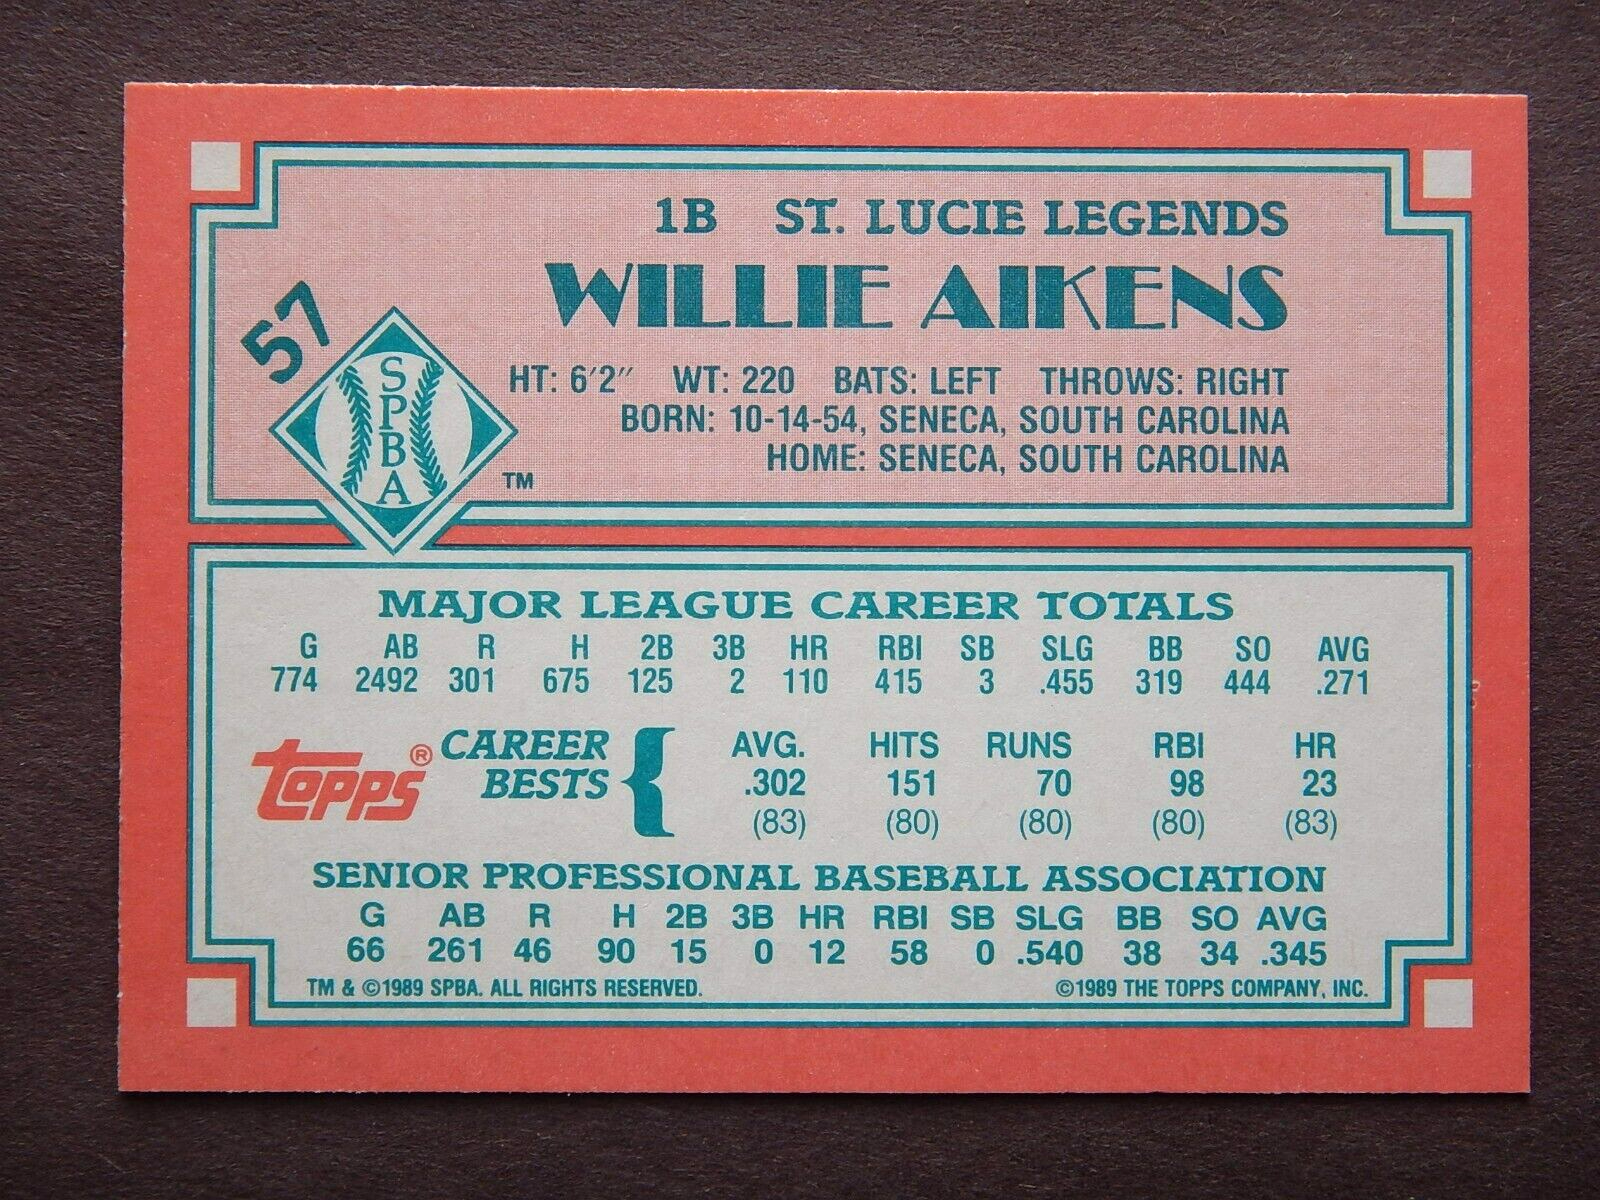 1B ST. LUCIE LEGENDS
WILLIE AIKENS
57
SPBA
TM
HT: 6'2" WT: 220 BATS: LEFT THROWS: RIGHT
BORN: 10-14-54, SENECA, SOUTH CAROLINA
HOME: SENECA, SOUTH CAROLINA
MAJOR LEAGUE CAREER TOTALS
G AB R H 2B 3B HR RBI SB SLG BB SO AVG
774 2492 301 675 125 2 110 415 3 .455 319 444 .271
topps®
CAREER BESTS
AVG. HITS RUNS RBI HR
.302 151 70 98 23
(83) (80) (80) (80) (83)
SENIOR PROFESSIONAL BASEBALL ASSOCIATION
G AB R H 2B 3B HR RBI SB SLG BB SO AVG
66 261 46 90 15 0 12 58 0 .540 38 34 .345
TM & ©1989 SPBA. ALL RIGHTS RESERVED. ©1989 THE TOPPS COMPANY, INC.